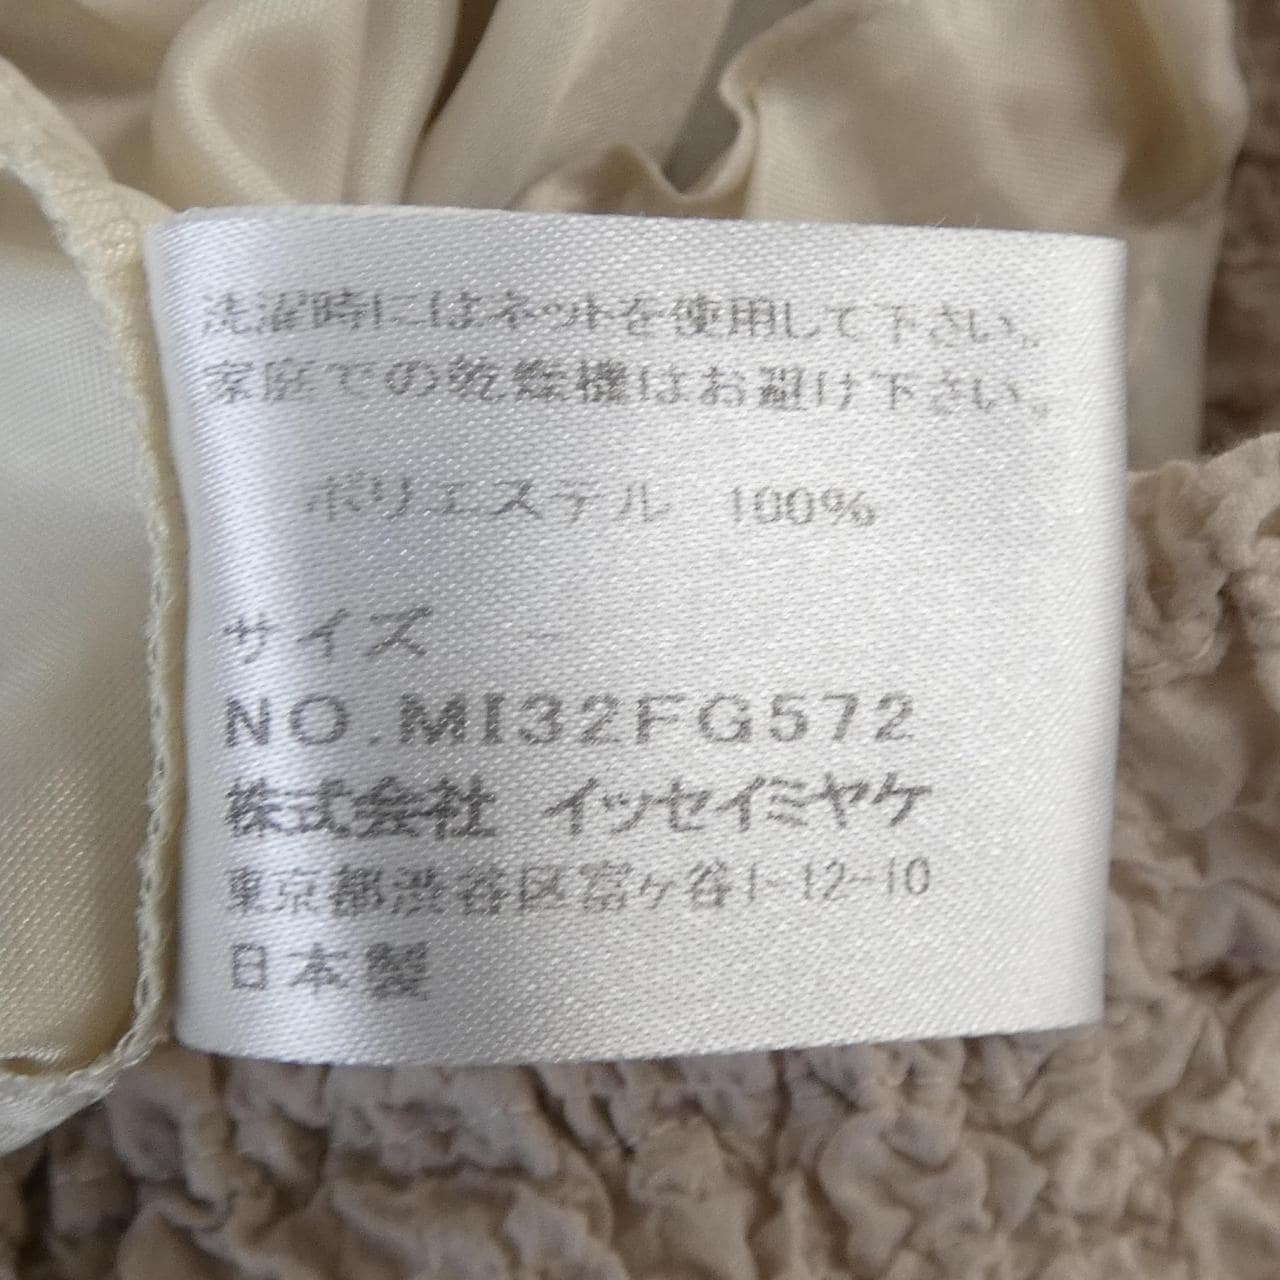 洗濯時にはネットを使用して下さい。
家庭での乾燥機はお避け下さい。
ポリエステル 100%
サイズ -
NO.MI32FG572
株式会社 イッセイミヤケ
東京都渋谷区富ヶ谷1-12-10
日本製